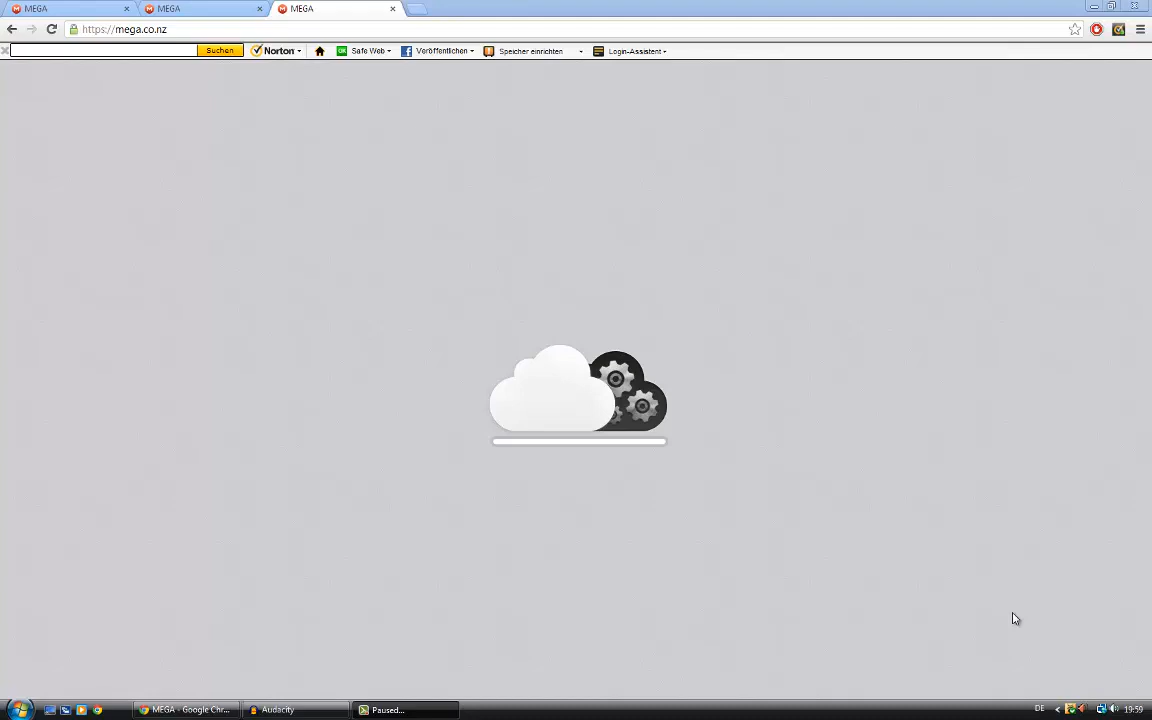 MEGA
MEGA
MEGA
https://mega.co.nz
Suchen
Norton
OK
Safe Web
Veröffentlichen
Speicher einrichten
Login-Assistent
MEGA - Google Chr...
Audacity
Paused...
DE
19:59